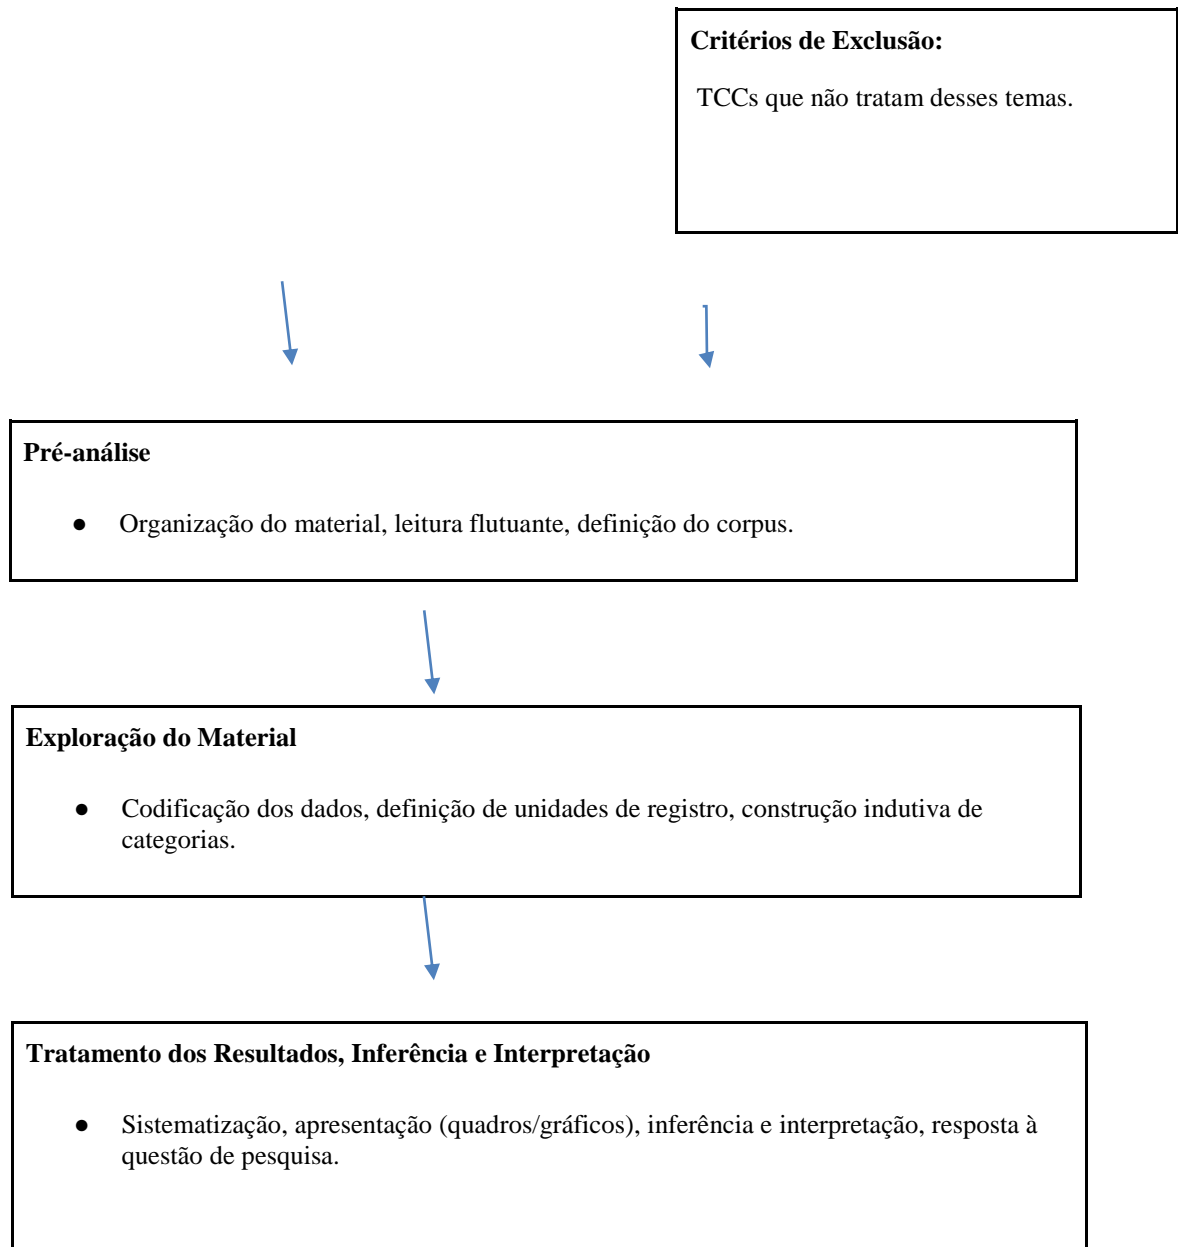 Critérios de Exclusão:
TCCs que não tratam desses temas.
Pré-análise
● Organização do material, leitura flutuante, definição do corpus.
Exploração do Material
● Codificação dos dados, definição de unidades de registro, construção indutiva de
categorias.
Tratamento dos Resultados, Inferência e Interpretação
● Sistematização, apresentação (quadros/gráficos), inferência e interpretação, resposta à
questão de pesquisa.